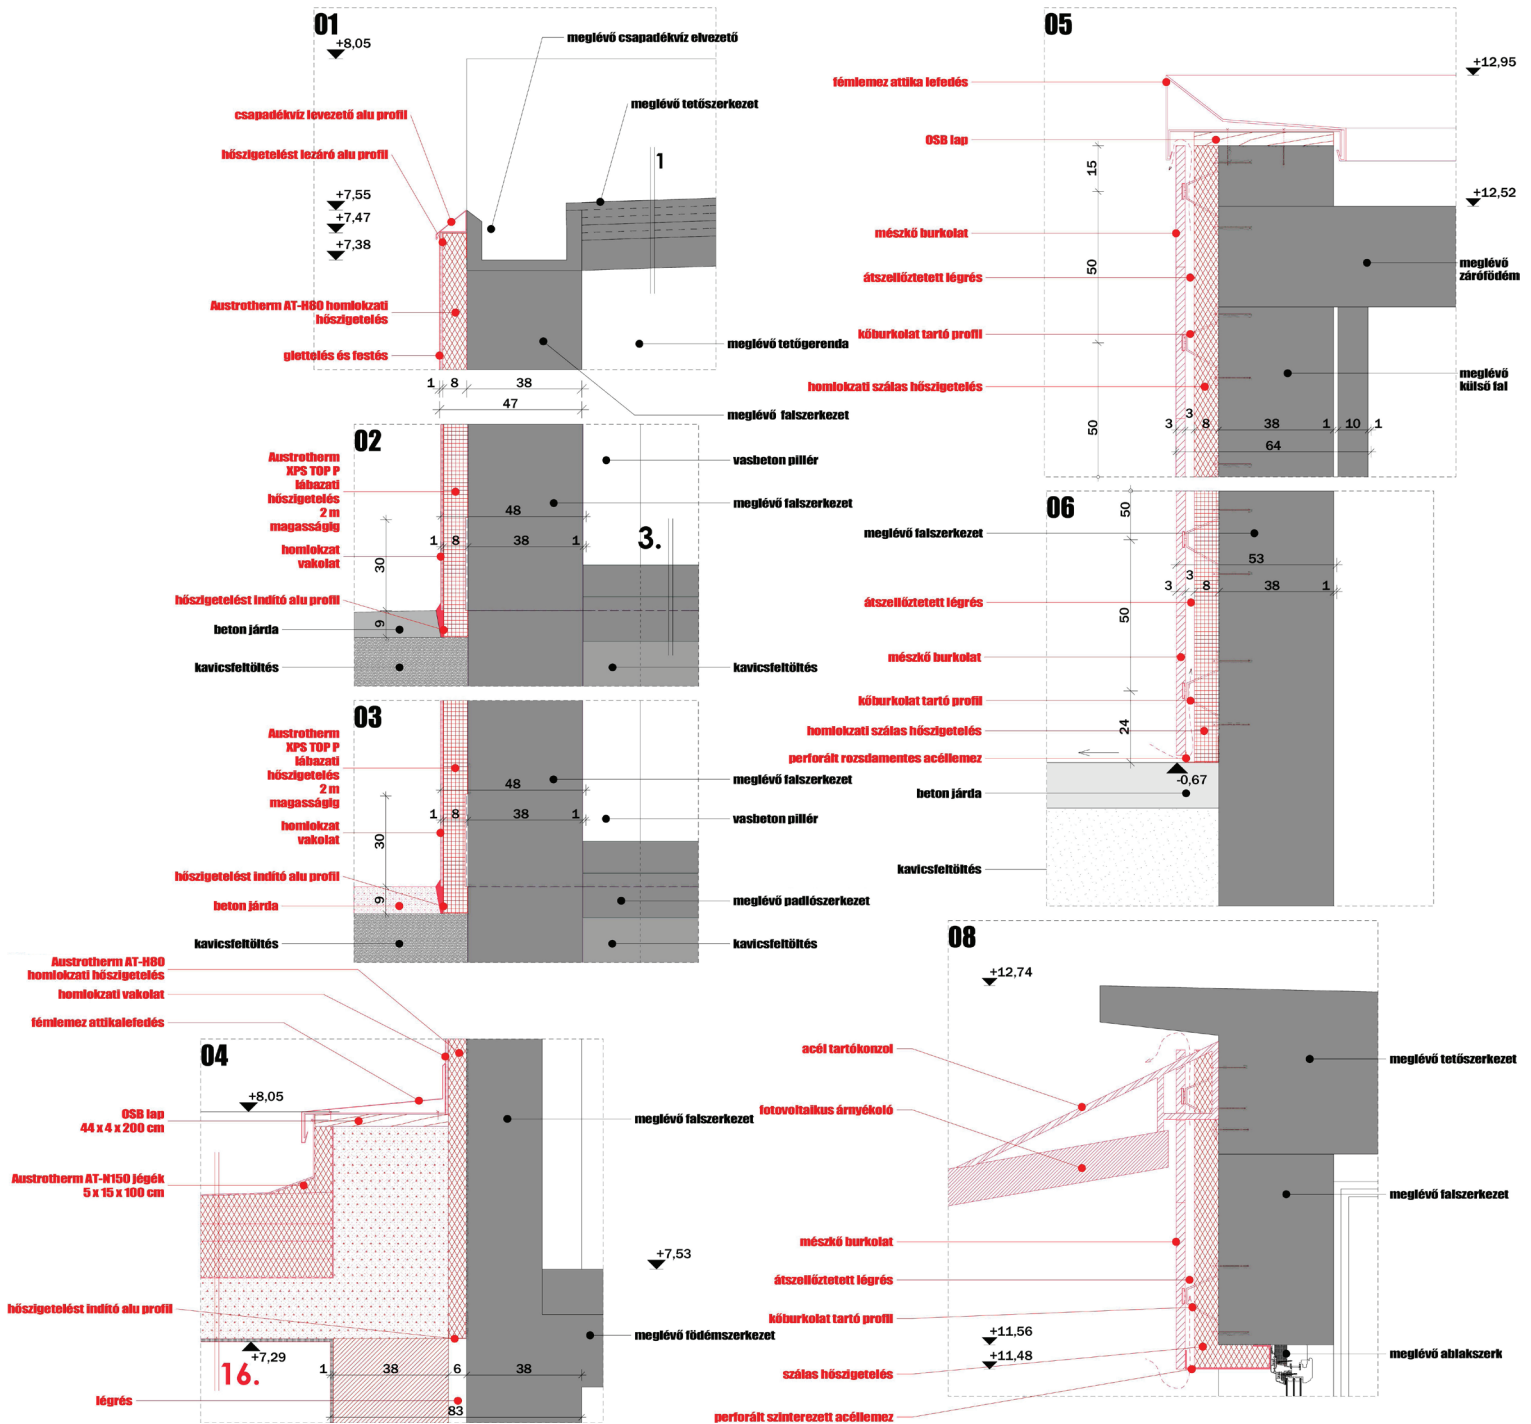 01
+8,05
meglévő csapadékvíz elvezető
meglévő tetőszerkezet
csapadékvíz levezető alu profil
hőszigetelést lezáró alu profil
1
+7,55
+7,47
+7,38
Austrotherm AT-H80 homlokzati
hőszigetelés
glettelés és festés
meglévő tetőgerenda
1 8 38
47
meglévő falszerkezet
02
Austrotherm
XPS TOP P
lábazati
hőszigetelés
2 m
magasságig
homlokzat
vakolat
hőszigetelést indító alu profil
beton járda
kavicsfeltöltés
vasbeton pillér
meglévő falszerkezet
48
1 8 38 1
3.
30
9
kavicsfeltöltés
03
Austrotherm
XPS TOP P
lábazati
hőszigetelés
2 m
magasságig
homlokzat
vakolat
hőszigetelést indító alu profil
beton járda
kavicsfeltöltés
meglévő falszerkezet
48
1 8 38 1
vasbeton pillér
30
9
meglévő padlószerkezet
kavicsfeltöltés
Austrotherm AT-H80
homlokzati hőszigetelés
homlokzati vakolat
fémlemez attikalefedés
04
+8,05
OSB lap
44 x 4 x 200 cm
Austrotherm AT-N150 jégék
5 x 15 x 100 cm
meglévő falszerkezet
+7,53
hőszigetelést indító alu profil
meglévő födémszerkezet
+7,29
16.
1 38 6 38
83
légrés
05
+12,95
fémlemez attika lefedés
OSB lap
15
+12,52
mészkő burkolat
átszellőztetett légrés
50
kőburkolat tartó profil
homlokzati szálas hőszigetelés
meglévő
zárófödém
meglévő
külső fal
3 3 8 38 1 10 1
64
50
06
50
meglévő falszerkezet
53
3 3 8 38 1
átszellőztetett légrés
50
mészkő burkolat
kőburkolat tartó profil
24
homlokzati szálas hőszigetelés
perforált rozsdamentes acéllemez
-0,67
beton járda
kavicsfeltöltés
08
+12,74
acél tartókonzol
meglévő tetőszerkezet
fotovoltaikus árnyékoló
meglévő falszerkezet
mészkő burkolat
átszellőztetett légrés
kőburkolat tartó profil
+11,56
+11,48
meglévő ablakszerk
szálas hőszigetelés
perforált szinterezett acéllemez